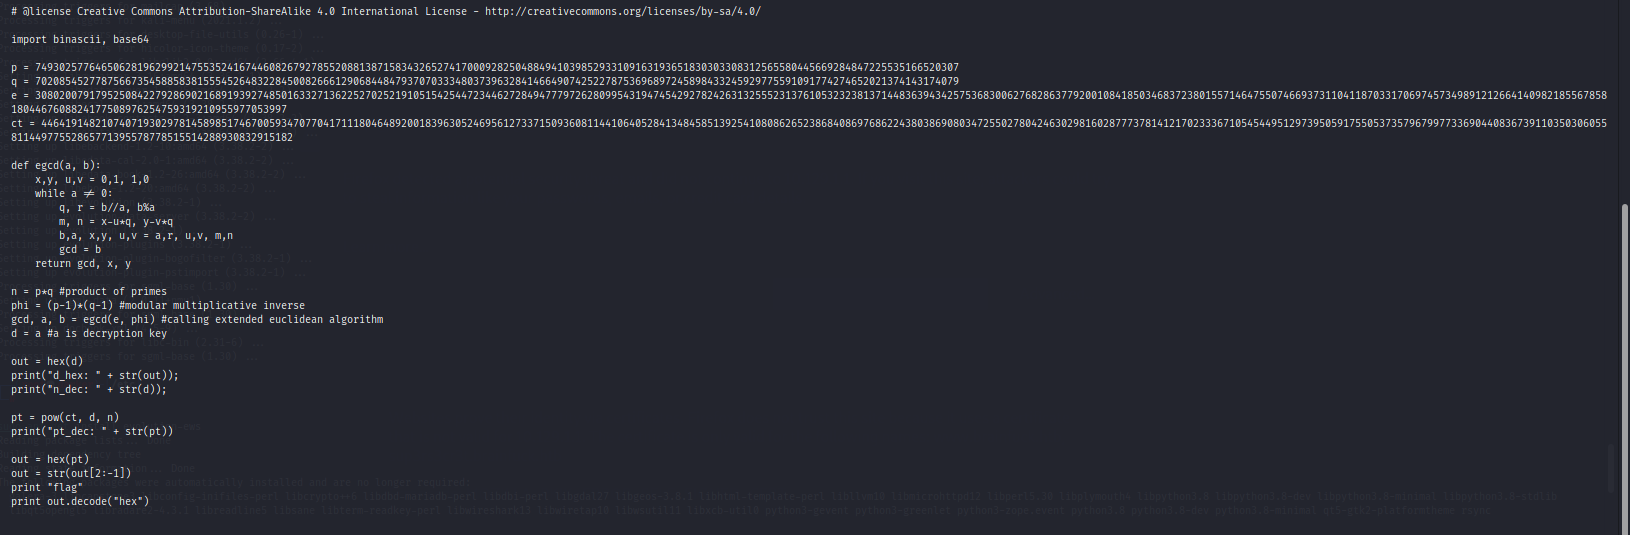 # @license Creative Commons Attribution-ShareAlike 4.0 International License - http://creativecommons.org/licenses/by-sa/4.0/
import binascii, base64
p = 7493025776465062819629921475535241674460826792785520881387158343265274170009282504884941039852933109163193651830303308312565580445669284847225535166520307
q = 7020854527787566735458858381555452648322845008266612906844847937070333480373963284146649074252278753696897245898433245929775591091774274652021374143174079
e = 30802007917952508422792869021689193927485016332713622527025219105154254472344627284947779726280995431947454292782426313255523137610532323813714483639434257536830062768286377920010841850346837238015571464755074669373110411870331706974573498912126641409821855678581804467608824177508976254759319210955977053997
ct = 44641914821074071930297814589851746700593470770417111804648920018396305246956127337150936081144106405284134845851392541080862652386840869768622438038690803472550278042463029816028777378141217023336710545449512973950591755053735796799773369044083673911035030605581144977552865771395578778515514288930832915182
def egcd(a, b):
x,y, u,v = 0,1, 1,0
while a ≠ 0:
q, r = b//a, b%a
m, n = x-u*q, y-v*q
b,a, x,y, u,v = a,r, u,v, m,n
gcd = b
return gcd, x, y
n = p*q #product of primes
phi = (p-1)*(q-1) #modular multiplicative inverse
gcd, a, b = egcd(e, phi) #calling extended euclidean algorithm
d = a #a is decryption key
out = hex(d)
print("d_hex: " + str(out));
print("n_dec: " + str(d));
pt = pow(ct, d, n)
print("pt_dec: " + str(pt))
out = hex(pt)
out = str(out[2:-1])
print "flag"
print out.decode("hex")